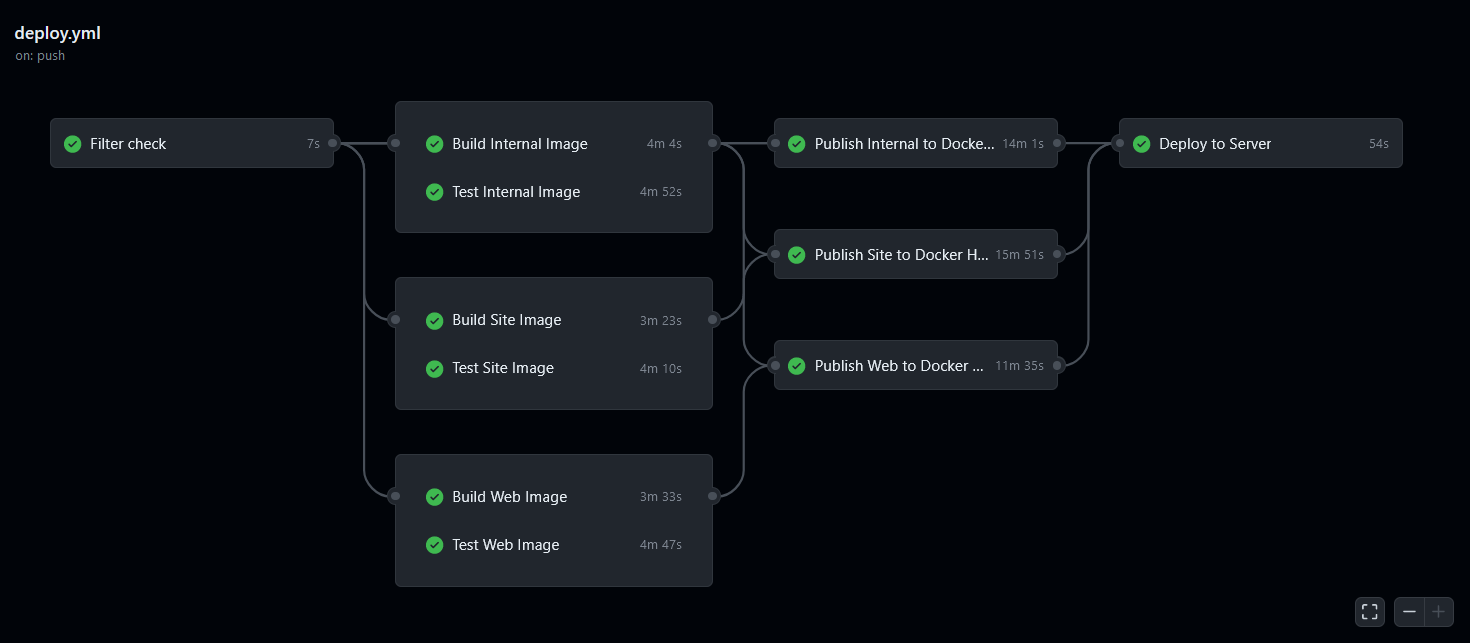 deploy.yml
on: push
Filter check 7s
Build Internal Image 4m 4s
Test Internal Image 4m 52s
Build Site Image 3m 23s
Test Site Image 4m 10s
Build Web Image 3m 33s
Test Web Image 4m 47s
Publish Internal to Docke... 14m 1s
Publish Site to Docker H... 15m 51s
Publish Web to Docker ... 11m 35s
Deploy to Server 54s